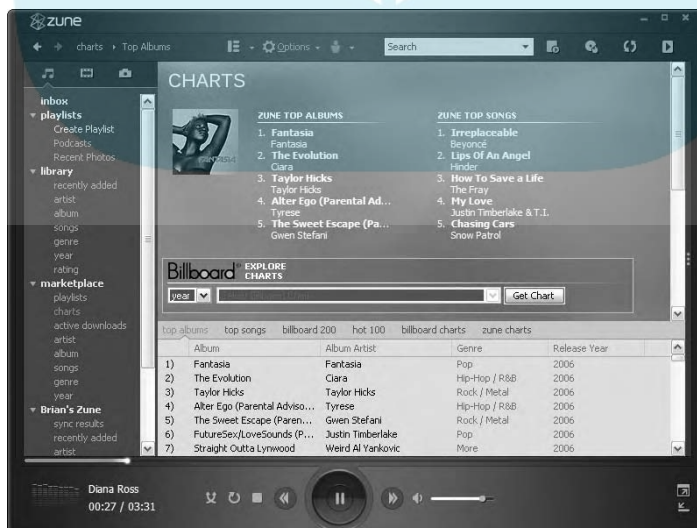 zune
charts › Top Albums
Options
Search
inbox
playlists
Create Playlist
Podcasts
Recent Photos
library
recently added
artist
album
songs
genre
year
rating
marketplace
playlists
charts
active downloads
artist
album
songs
genre
year
Brian's Zune
sync results
recently added
artist
CHARTS
FANTASIA
ZUNE TOP ALBUMS
1. Fantasia
Fantasia
2. The Evolution
Ciara
3. Taylor Hicks
Taylor Hicks
4. Alter Ego (Parental Ad...
Tyrese
5. The Sweet Escape (Pa...
Gwen Stefani
ZUNE TOP SONGS
1. Irreplaceable
Beyoncé
2. Lips Of An Angel
Hinder
3. How To Save a Life
The Fray
4. My Love
Justin Timberlake & T.I.
5. Chasing Cars
Snow Patrol
Billboard® EXPLORE CHARTS
year Get Chart
top albums top songs billboard 200 hot 100 billboard charts zune charts
Album Album Artist Genre Release Year
1) Fantasia Fantasia Pop 2006
2) The Evolution Ciara Hip-Hop / R&B 2006
3) Taylor Hicks Taylor Hicks Rock / Metal 2006
4) Alter Ego (Parental Adviso... Tyrese Hip-Hop / R&B 2006
5) The Sweet Escape (Paren... Gwen Stefani Rock / Metal 2006
6) FutureSex/LoveSounds (P... Justin Timberlake Pop 2006
7) Straight Outta Lynwood Weird Al Yankovic More 2006
Diana Ross
00:27 / 03:31